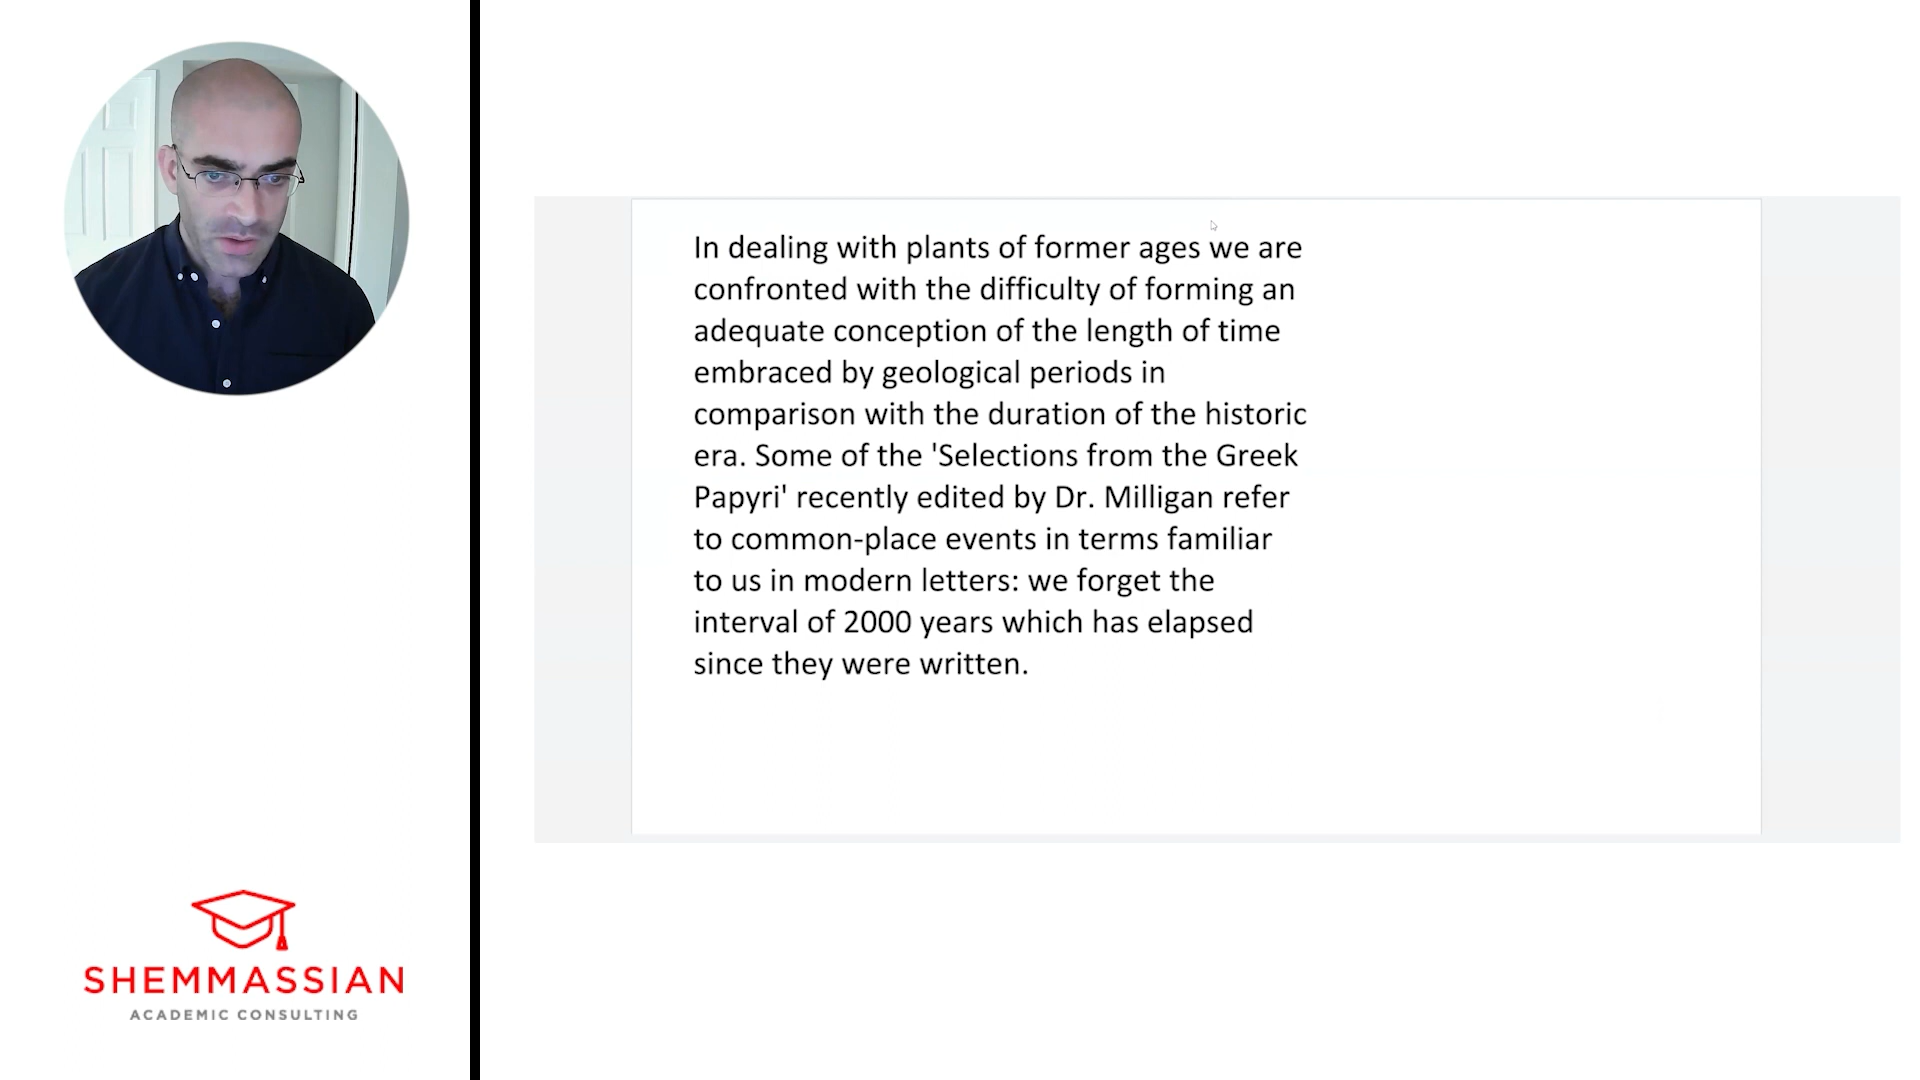 In dealing with plants of former ages we are
confronted with the difficulty of forming an
adequate conception of the length of time
embraced by geological periods in
comparison with the duration of the historic
era. Some of the 'Selections from the Greek
Papyri' recently edited by Dr. Milligan refer
to common-place events in terms familiar
to us in modern letters: we forget the
interval of 2000 years which has elapsed
since they were written.
SHEMMASSIAN
ACADEMIC CONSULTING